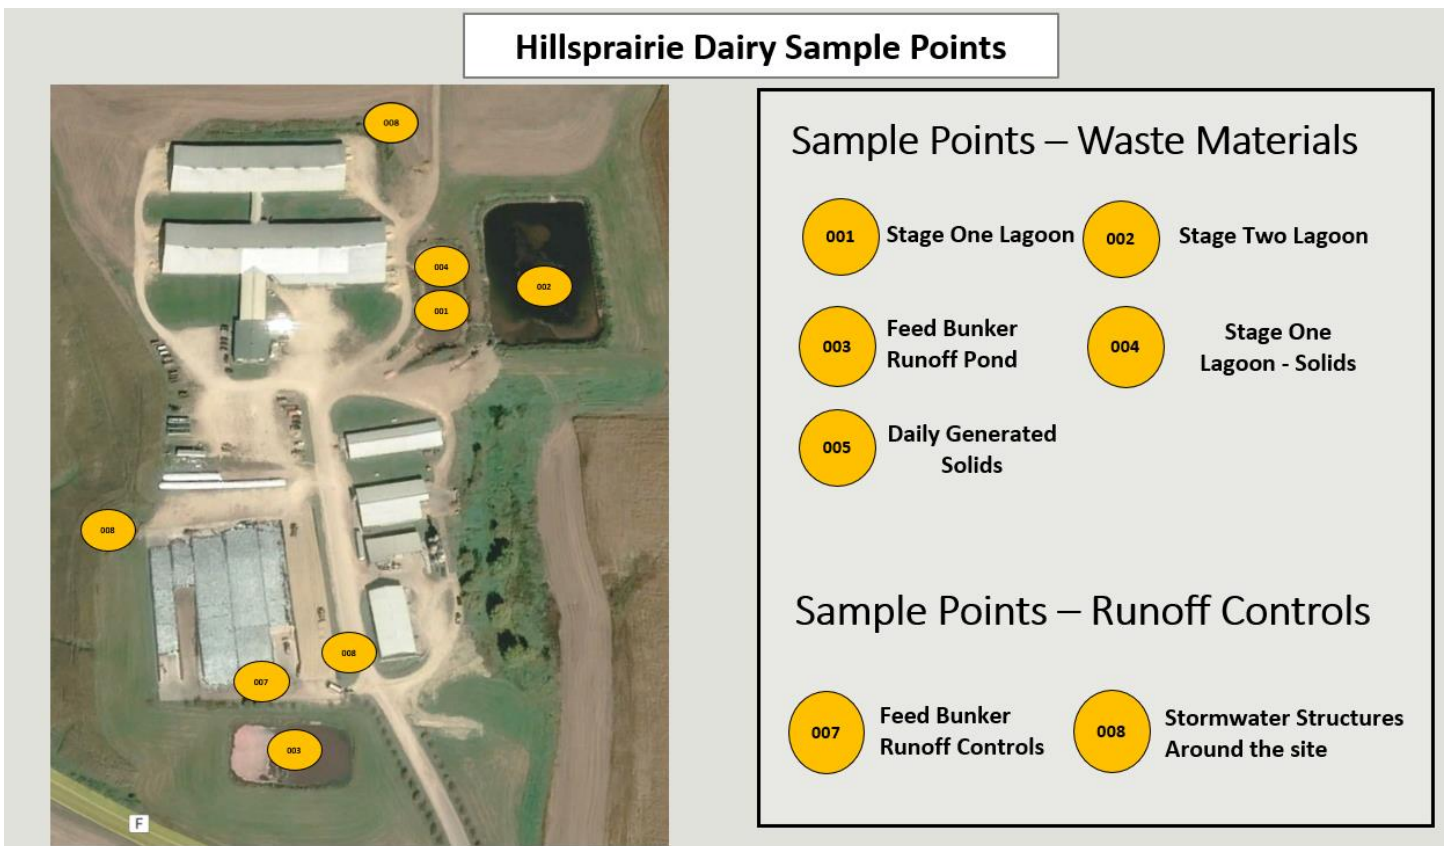 Hillsprairie Dairy Sample Points
008
004
001
002
008
008
007
003
F
Sample Points – Waste Materials
001
Stage One Lagoon
002
Stage Two Lagoon
003
Feed Bunker
Runoff Pond
004
Stage One
Lagoon - Solids
005
Daily Generated
Solids
Sample Points – Runoff Controls
007
Feed Bunker
Runoff Controls
008
Stormwater Structures
Around the site